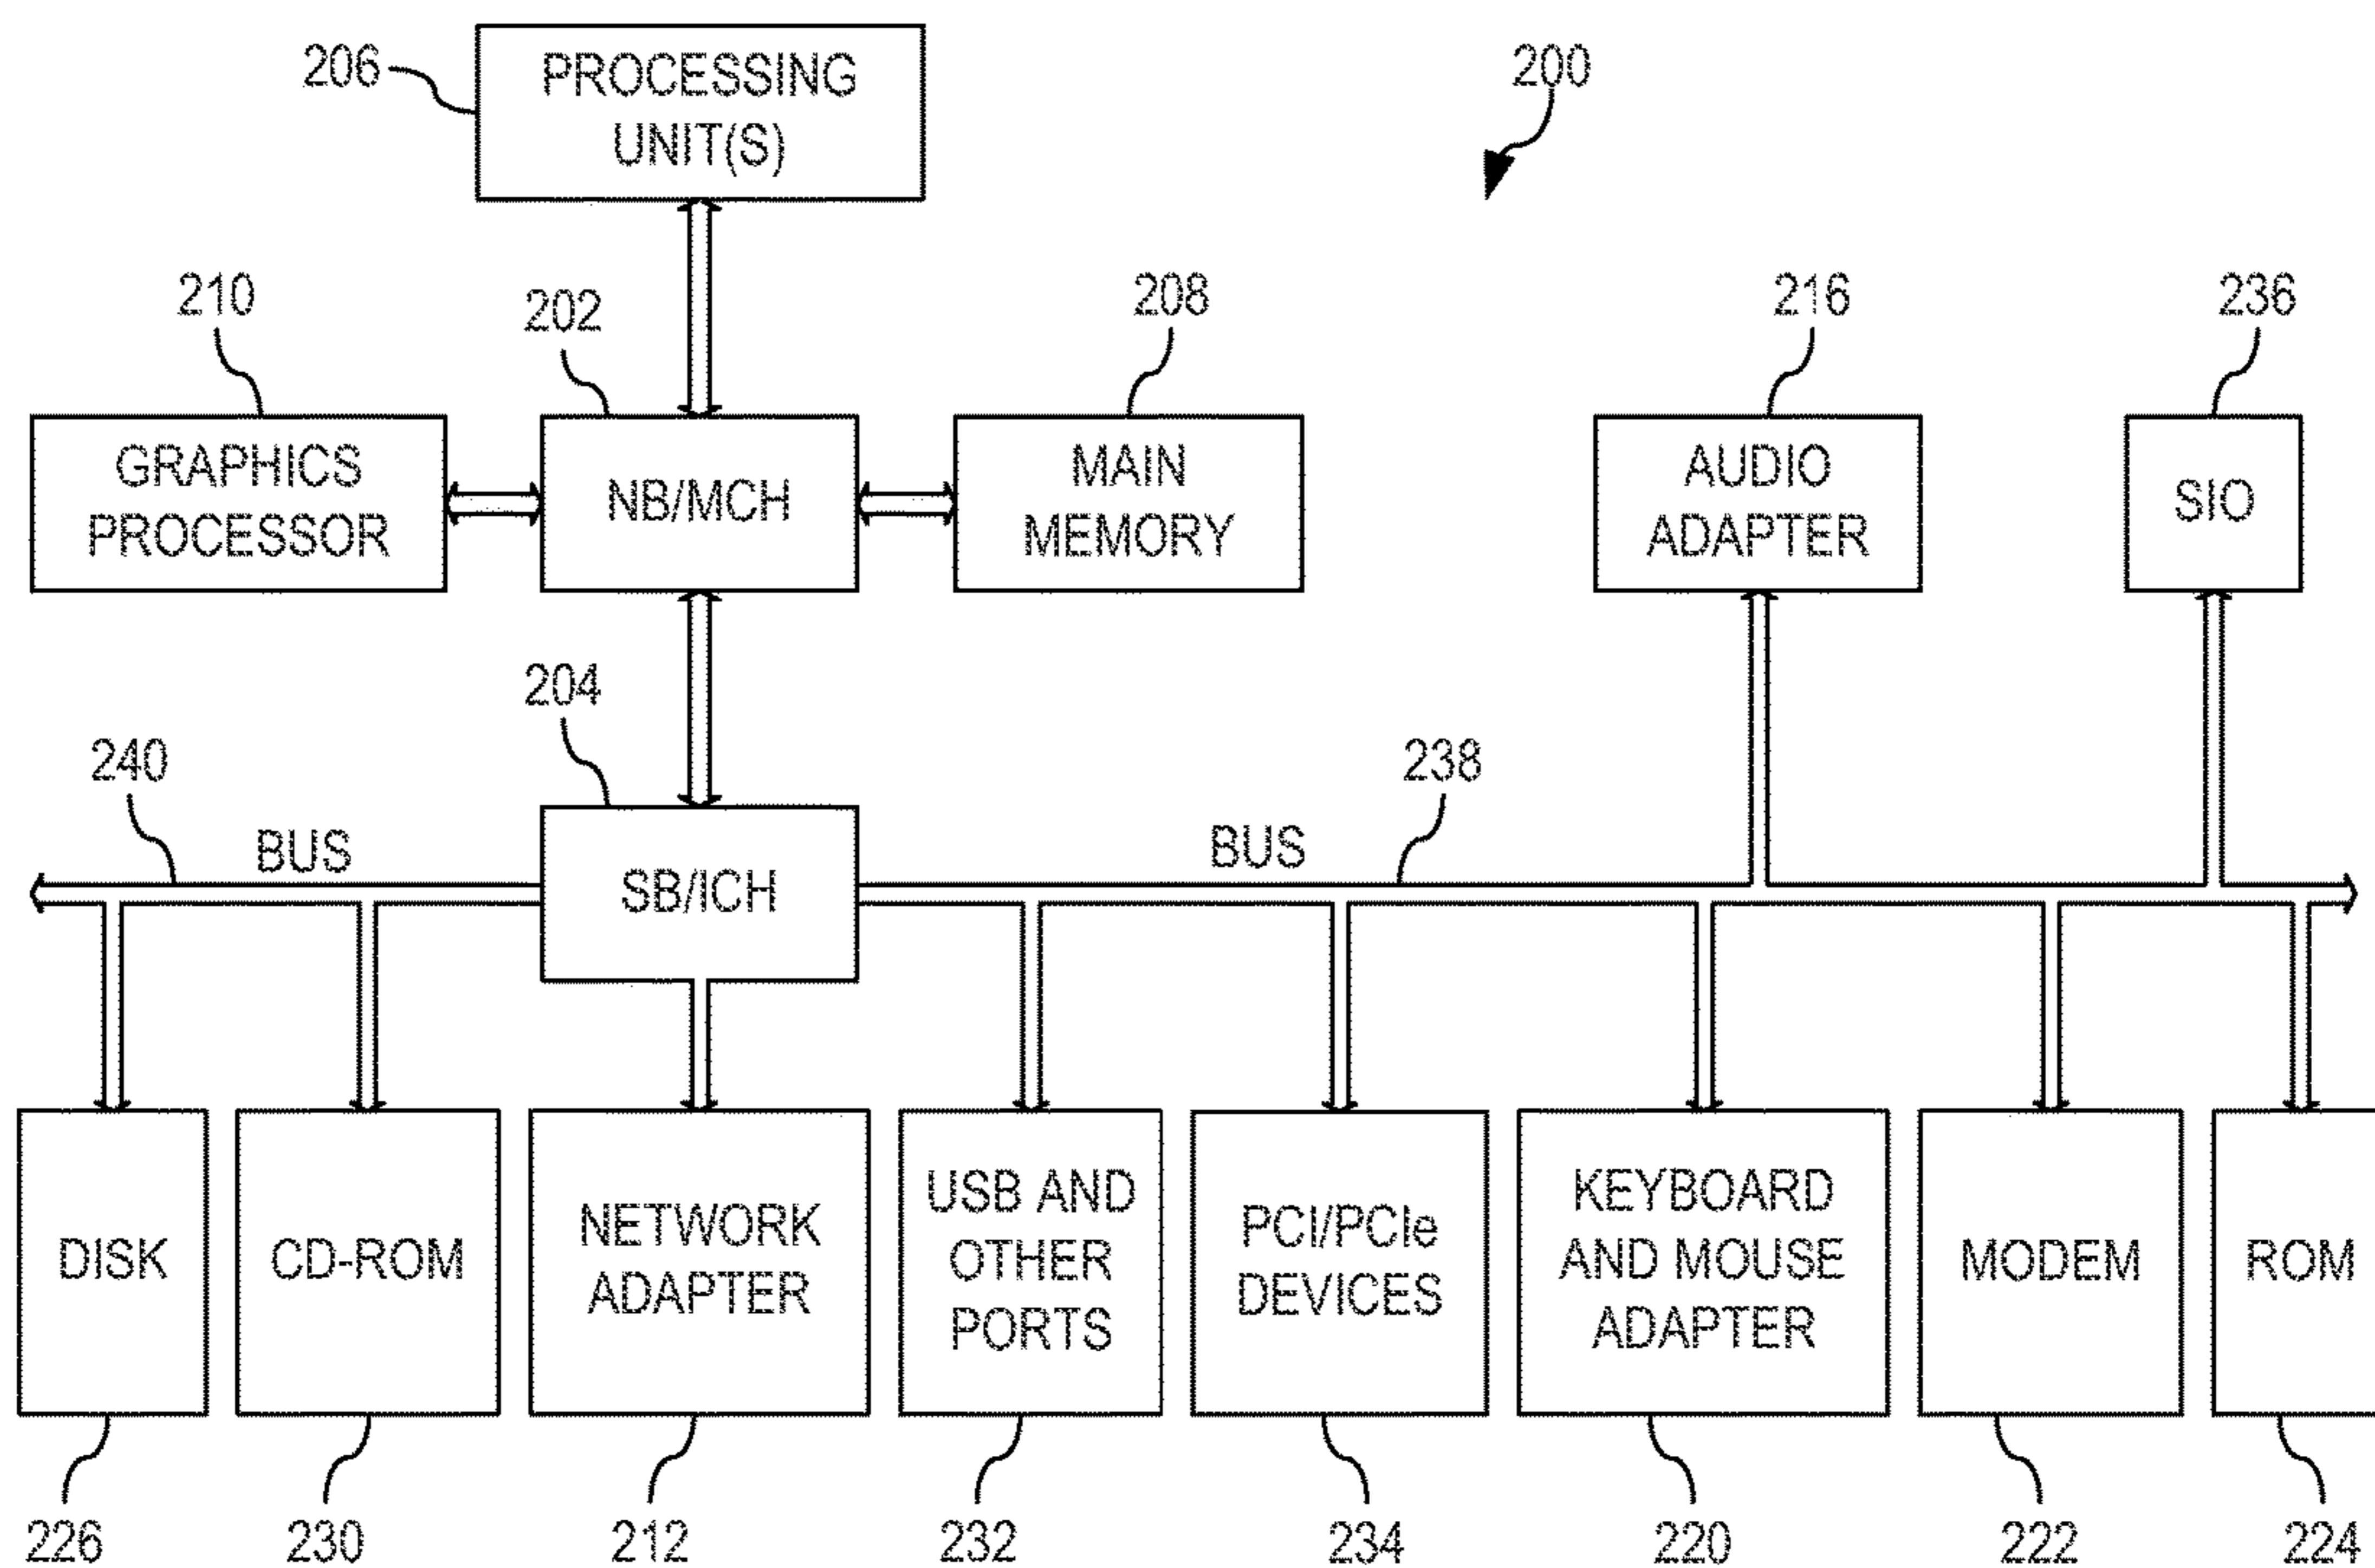 206
PROCESSING
UNIT(S)
200
210
202
208
216
236
GRAPHICS
PROCESSOR
NB/MCH
MAIN
MEMORY
AUDIO
ADAPTER
SIO
204
240
238
BUS
SB/ICH
BUS
DISK
CD-ROM
NETWORK
ADAPTER
USB AND
OTHER
PORTS
PCI/PCIe
DEVICES
KEYBOARD
AND MOUSE
ADAPTER
MODEM
ROM
226
230
212
232
234
220
222
224